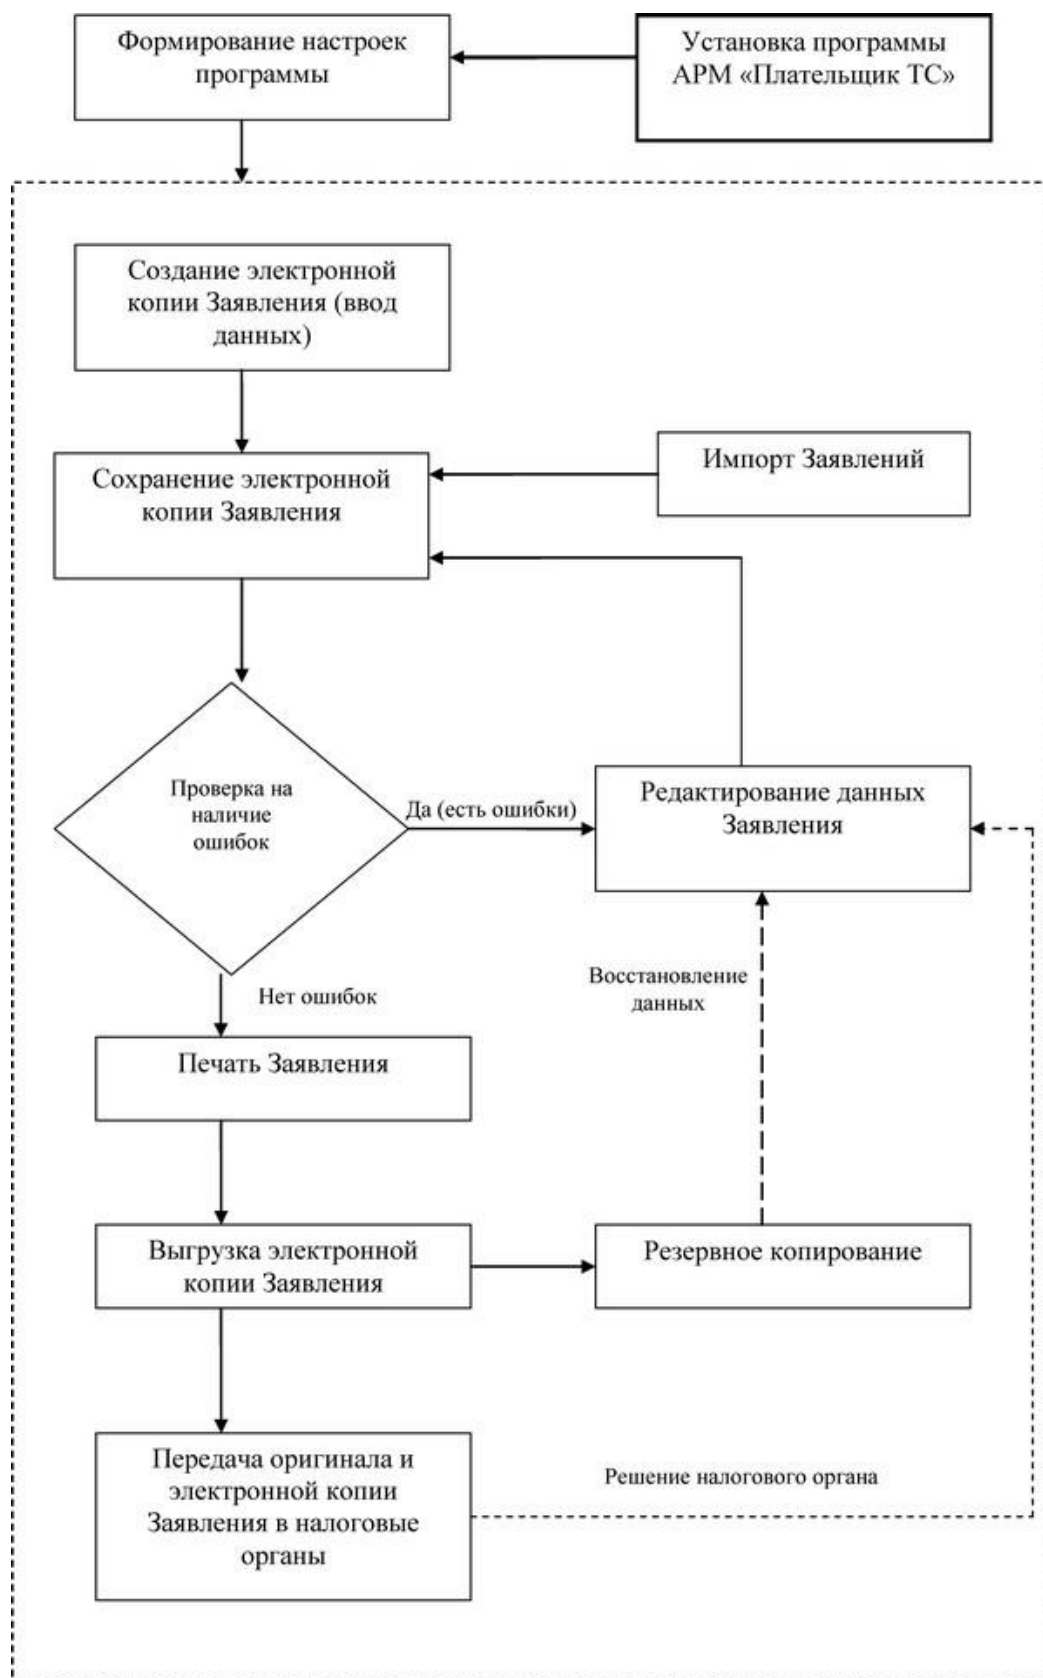 Формирование настроек
программы
Установка программы
АРМ «Плательщик ТС»
Создание электронной
копии Заявления (ввод
данных)
Сохранение электронной
копии Заявления
Импорт Заявлений
Проверка на
наличие
ошибок
Да (есть ошибки)
Редактирование данных
Заявления
Нет ошибок
Восстановление
данных
Печать Заявления
Выгрузка электронной
копии Заявления
Резервное копирование
Передача оригинала и
электронной копии
Заявления в налоговые
органы
Решение налогового органа